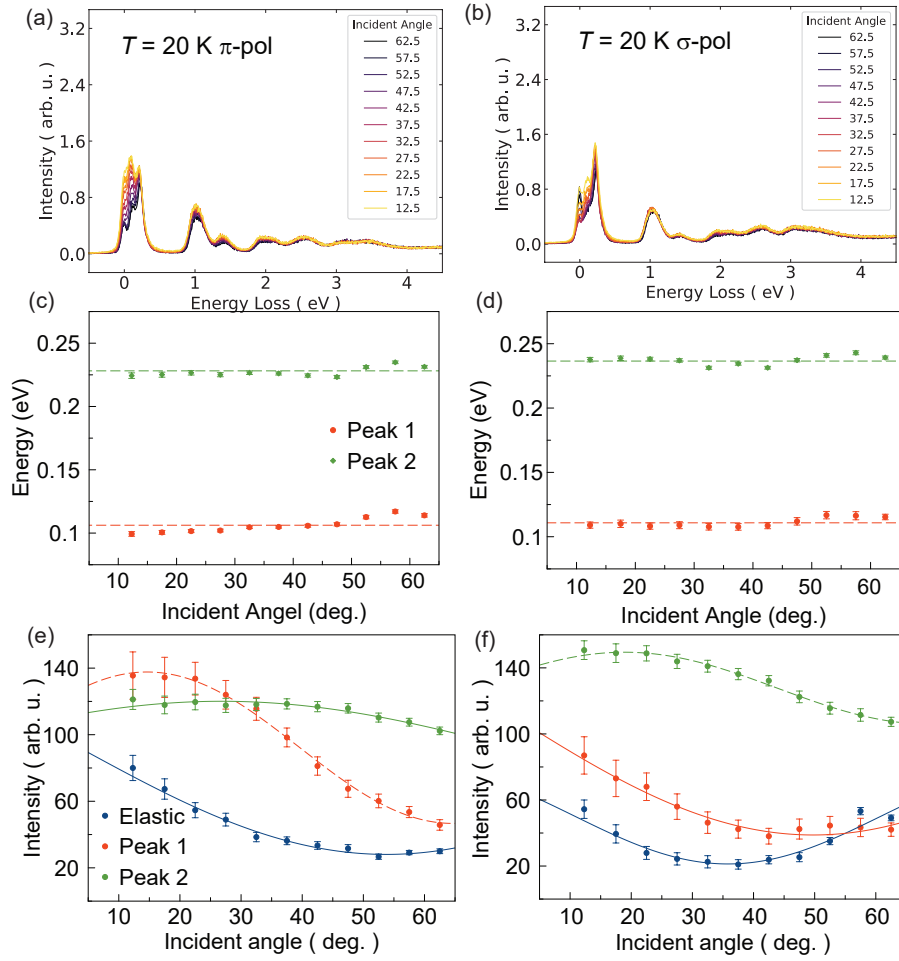 (a)
T = 20 K π-pol
Incident Angle
62.5
57.5
52.5
47.5
42.5
37.5
32.5
27.5
22.5
17.5
12.5
Intensity ( arb. u. )
3.2
2.4
1.6
0.8
0.0
0 1 2 3 4
Energy Loss ( eV )
(b)
T = 20 K σ-pol
Incident Angle
62.5
57.5
52.5
47.5
42.5
37.5
32.5
27.5
22.5
17.5
12.5
Intensity ( arb. u. )
3.2
2.4
1.6
0.8
0.0
0 1 2 3 4
Energy Loss ( eV )
(c)
Energy (eV)
0.25
0.2
0.15
0.1
Peak 1
Peak 2
10 20 30 40 50 60
Incident Angel (deg.)
(d)
0.25
0.2
0.15
0.1
10 20 30 40 50 60
Incident Angle (deg.)
(e)
Intensity ( arb. u. )
140
100
60
20
Elastic
Peak 1
Peak 2
10 20 30 40 50 60
Incident angle ( deg. )
(f)
Intensity ( arb. u. )
140
100
60
20
10 20 30 40 50 60
Incident angle ( deg. )